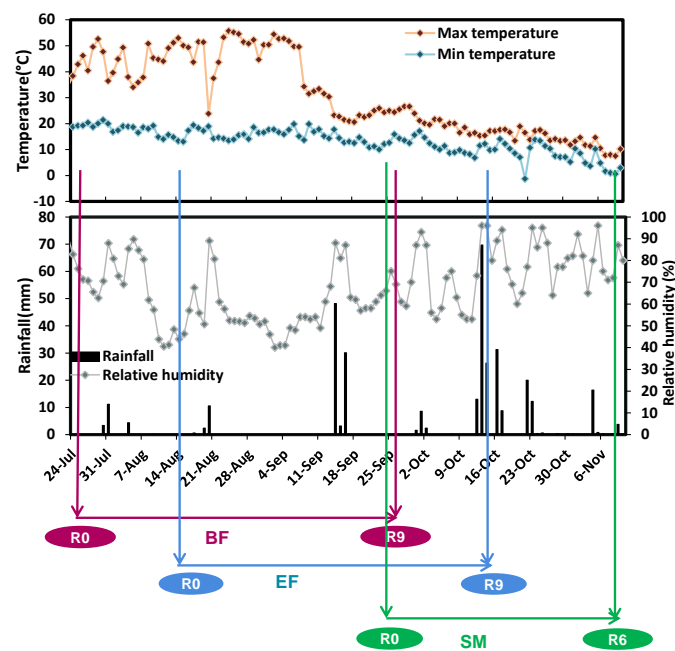 Temperature(°C)
60
50
40
30
20
10
0
-10
Max temperature
Min temperature
Rainfall(mm)
80
70
60
50
40
30
20
10
0
Rainfall
Relative humidity
100
90
80
70
60
50
40
30
20
10
0
Relative humidity (%)
24-Jul
31-Jul
7-Aug
14-Aug
21-Aug
28-Aug
4-Sep
11-Sep
18-Sep
25-Sep
2-Oct
9-Oct
16-Oct
23-Oct
30-Oct
6-Nov
R0
BF
R9
R0
EF
R9
R0
SM
R6